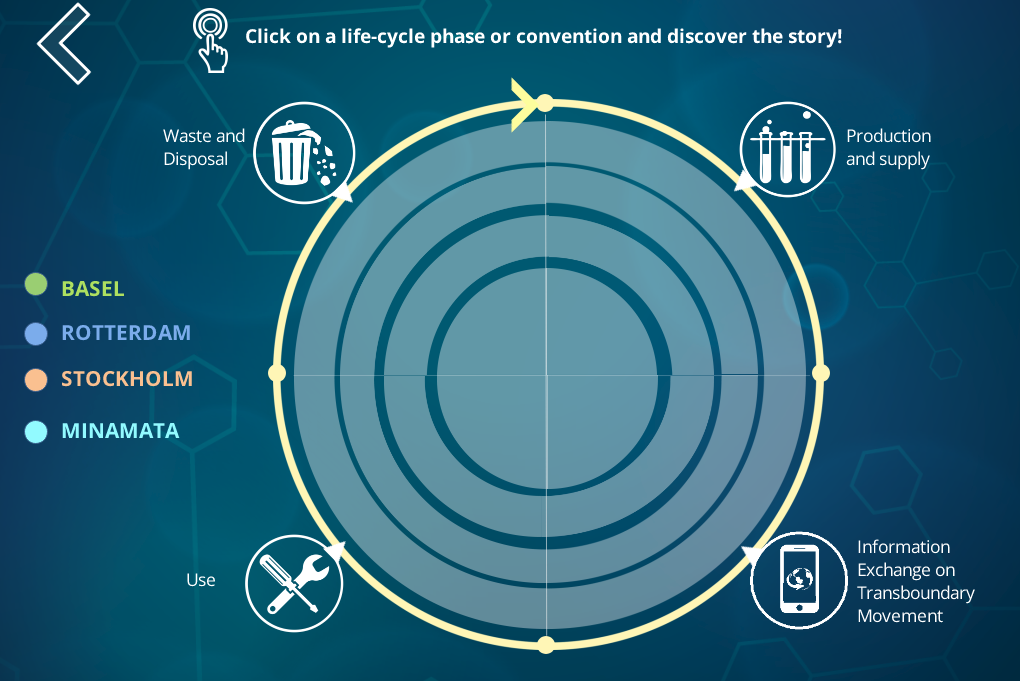 Click on a life-cycle phase or convention and discover the story!
Waste and
Disposal
Production
and supply
BASEL
ROTTERDAM
STOCKHOLM
MINAMATA
Use
Information
Exchange on
Transboundary
Movement